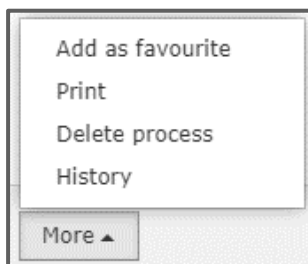 Add as favourite
Print
Delete process
History
More ▲